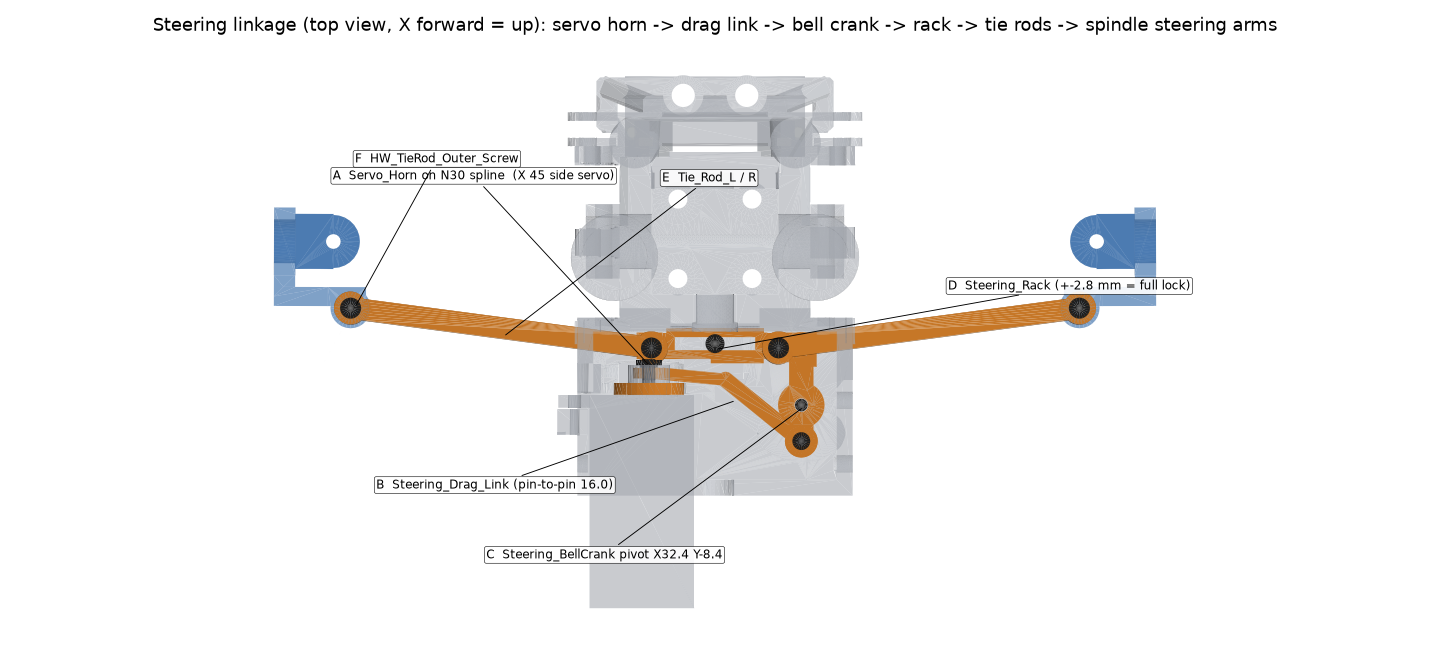 Steering linkage (top view, X forward = up): servo horn -> drag link -> bell crank -> rack -> tie rods -> spindle steering arms
F  HW_TieRod_Outer_Screw
A  Servo_Horn on N30 spline  (X 45 side servo)
E  Tie_Rod_L / R
D  Steering_Rack (+-2.8 mm = full lock)
B  Steering_Drag_Link (pin-to-pin 16.0)
C  Steering_BellCrank pivot X32.4 Y-8.4